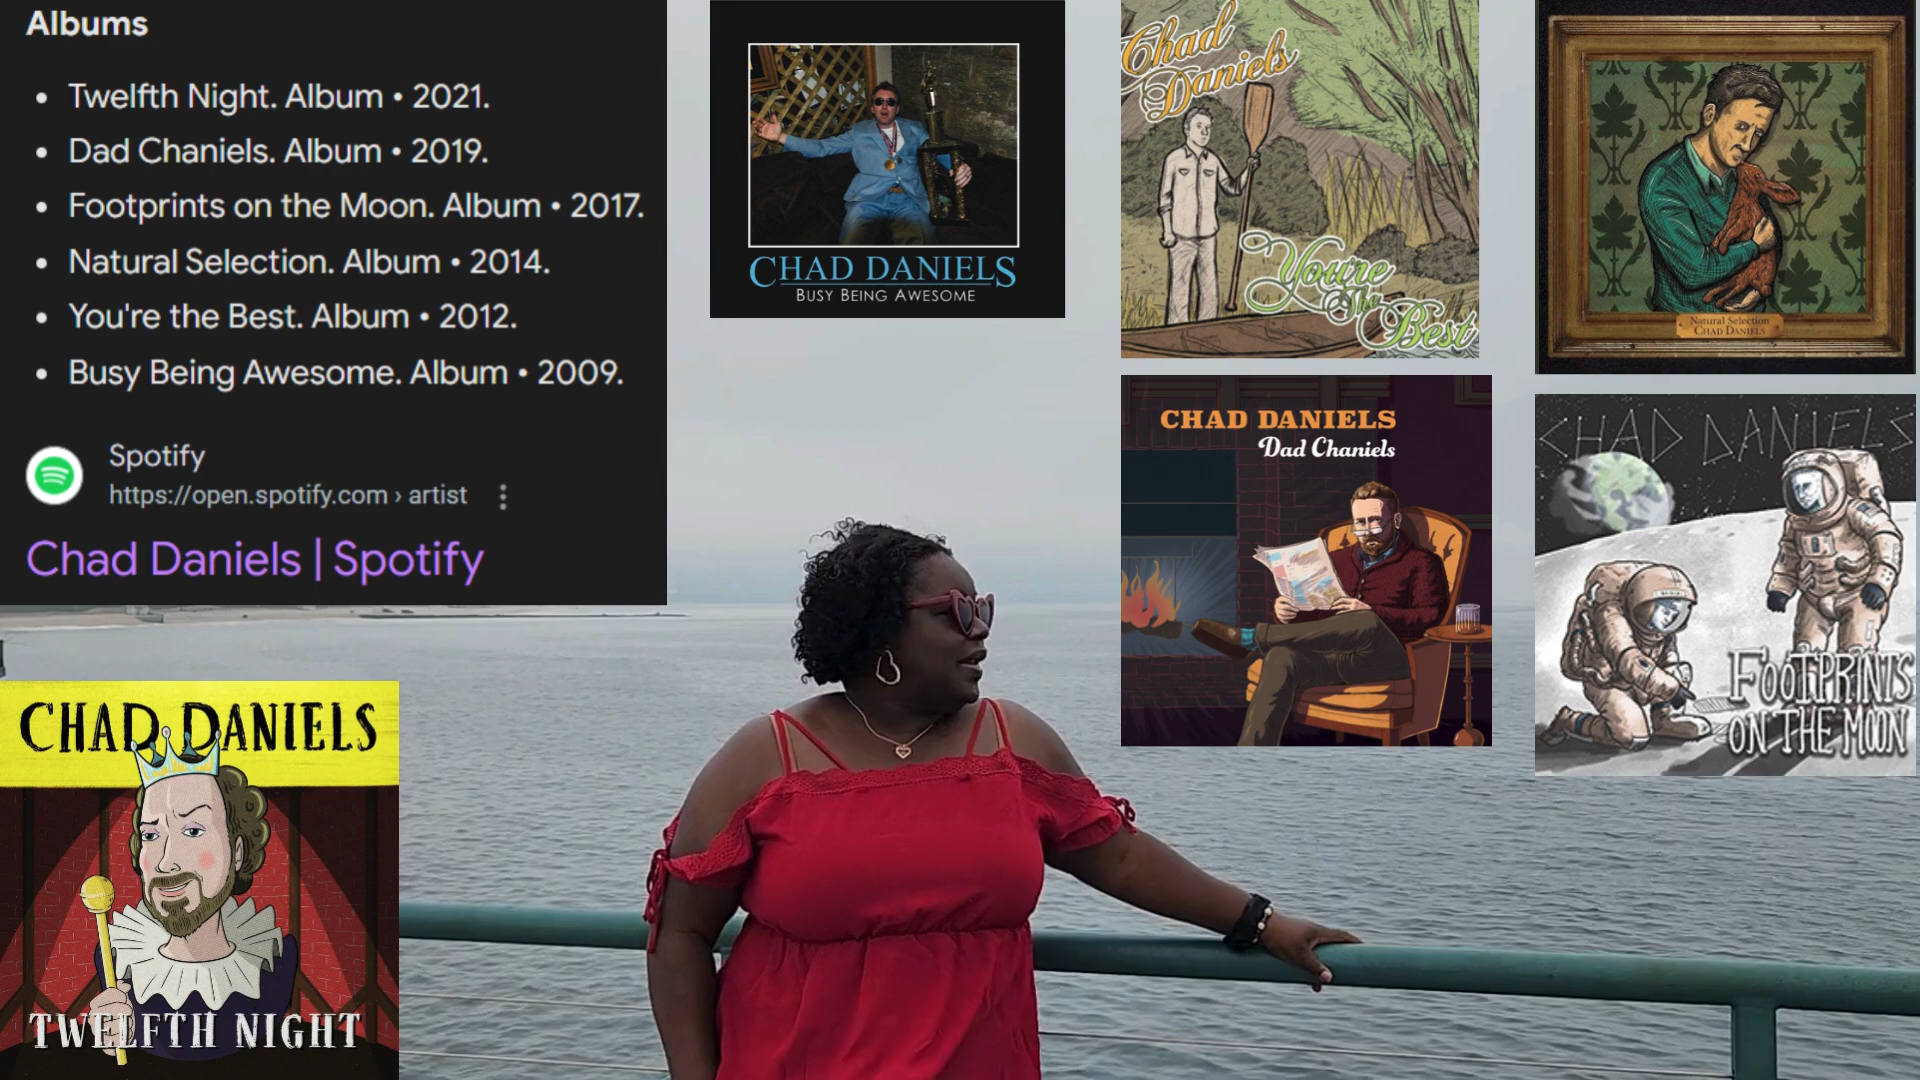 Albums
• Twelfth Night. Album • 2021.
• Dad Chaniels. Album • 2019.
• Footprints on the Moon. Album • 2017.
• Natural Selection. Album • 2014.
• You're the Best. Album • 2012.
• Busy Being Awesome. Album • 2009.
Spotify
https://open.spotify.com › artist
Chad Daniels | Spotify
CHAD DANIELS
BUSY BEING AWESOME
Chad
Daniels
You're
the
Best
Natural Selection
CHAD DANIELS
CHAD DANIELS
Dad Chaniels
CHAD DANIELS
FOOTPRINTS
ON THE MOON
CHAD DANIELS
TWELFTH NIGHT